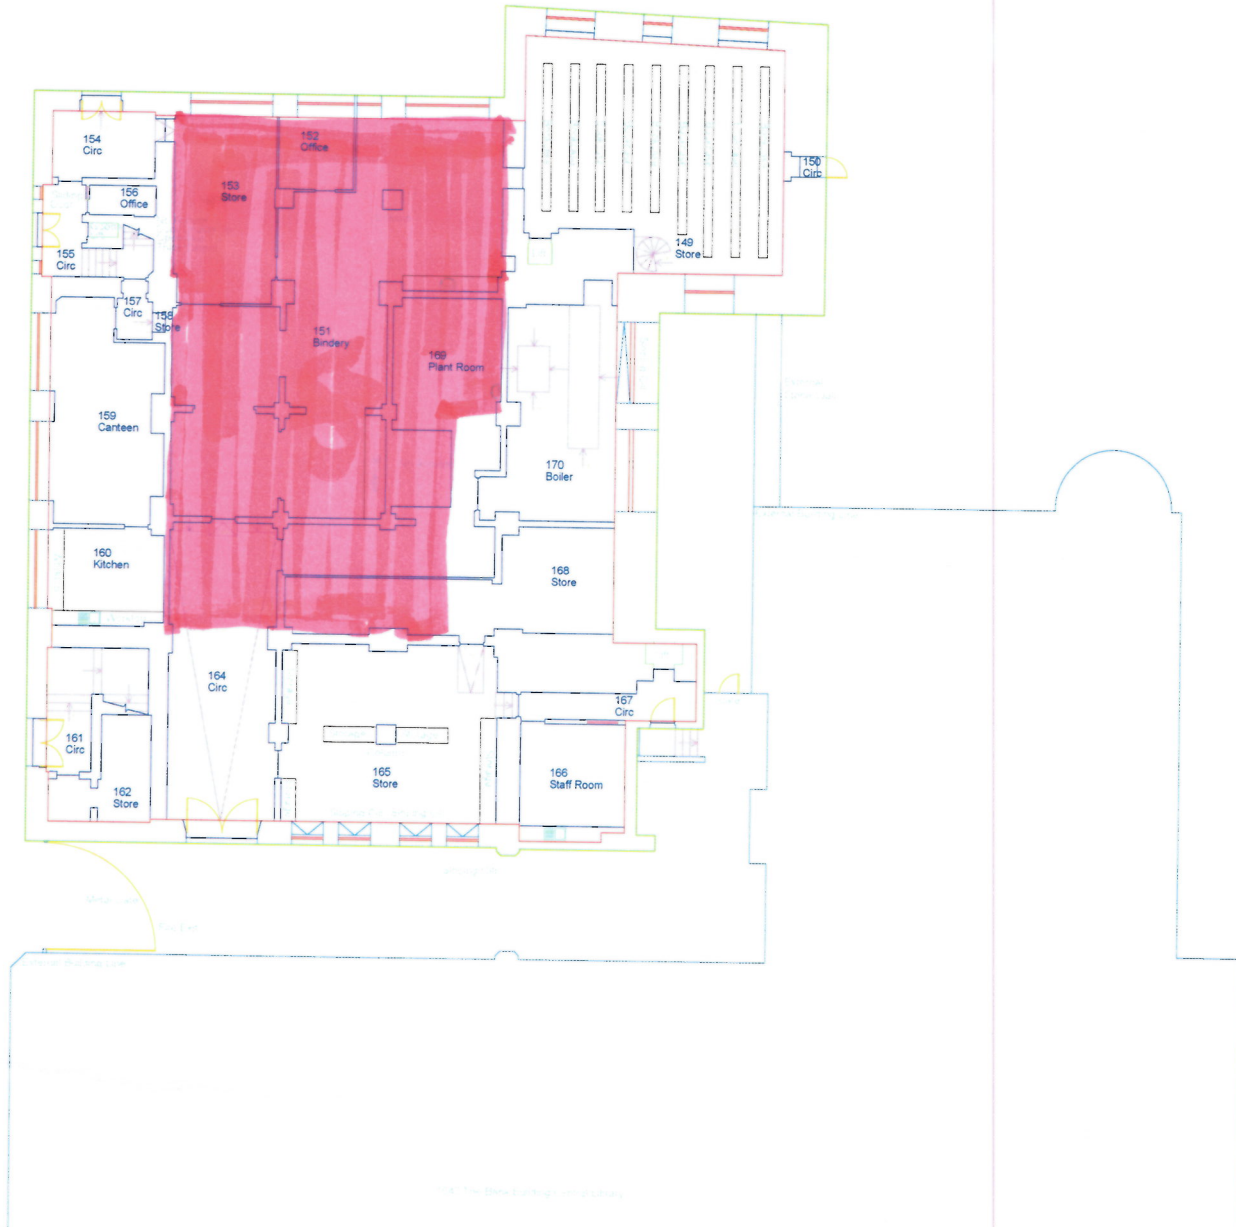 154
Circ
152
Office
150
Circ
153
Store
156
Office
149
Store
155
Circ
157
Circ
158
Store
151
Bindery
169
Plant Room
159
Canteen
170
Boiler
160
Kitchen
168
Store
164
Circ
167
Circ
161
Circ
165
Store
166
Staff Room
162
Store